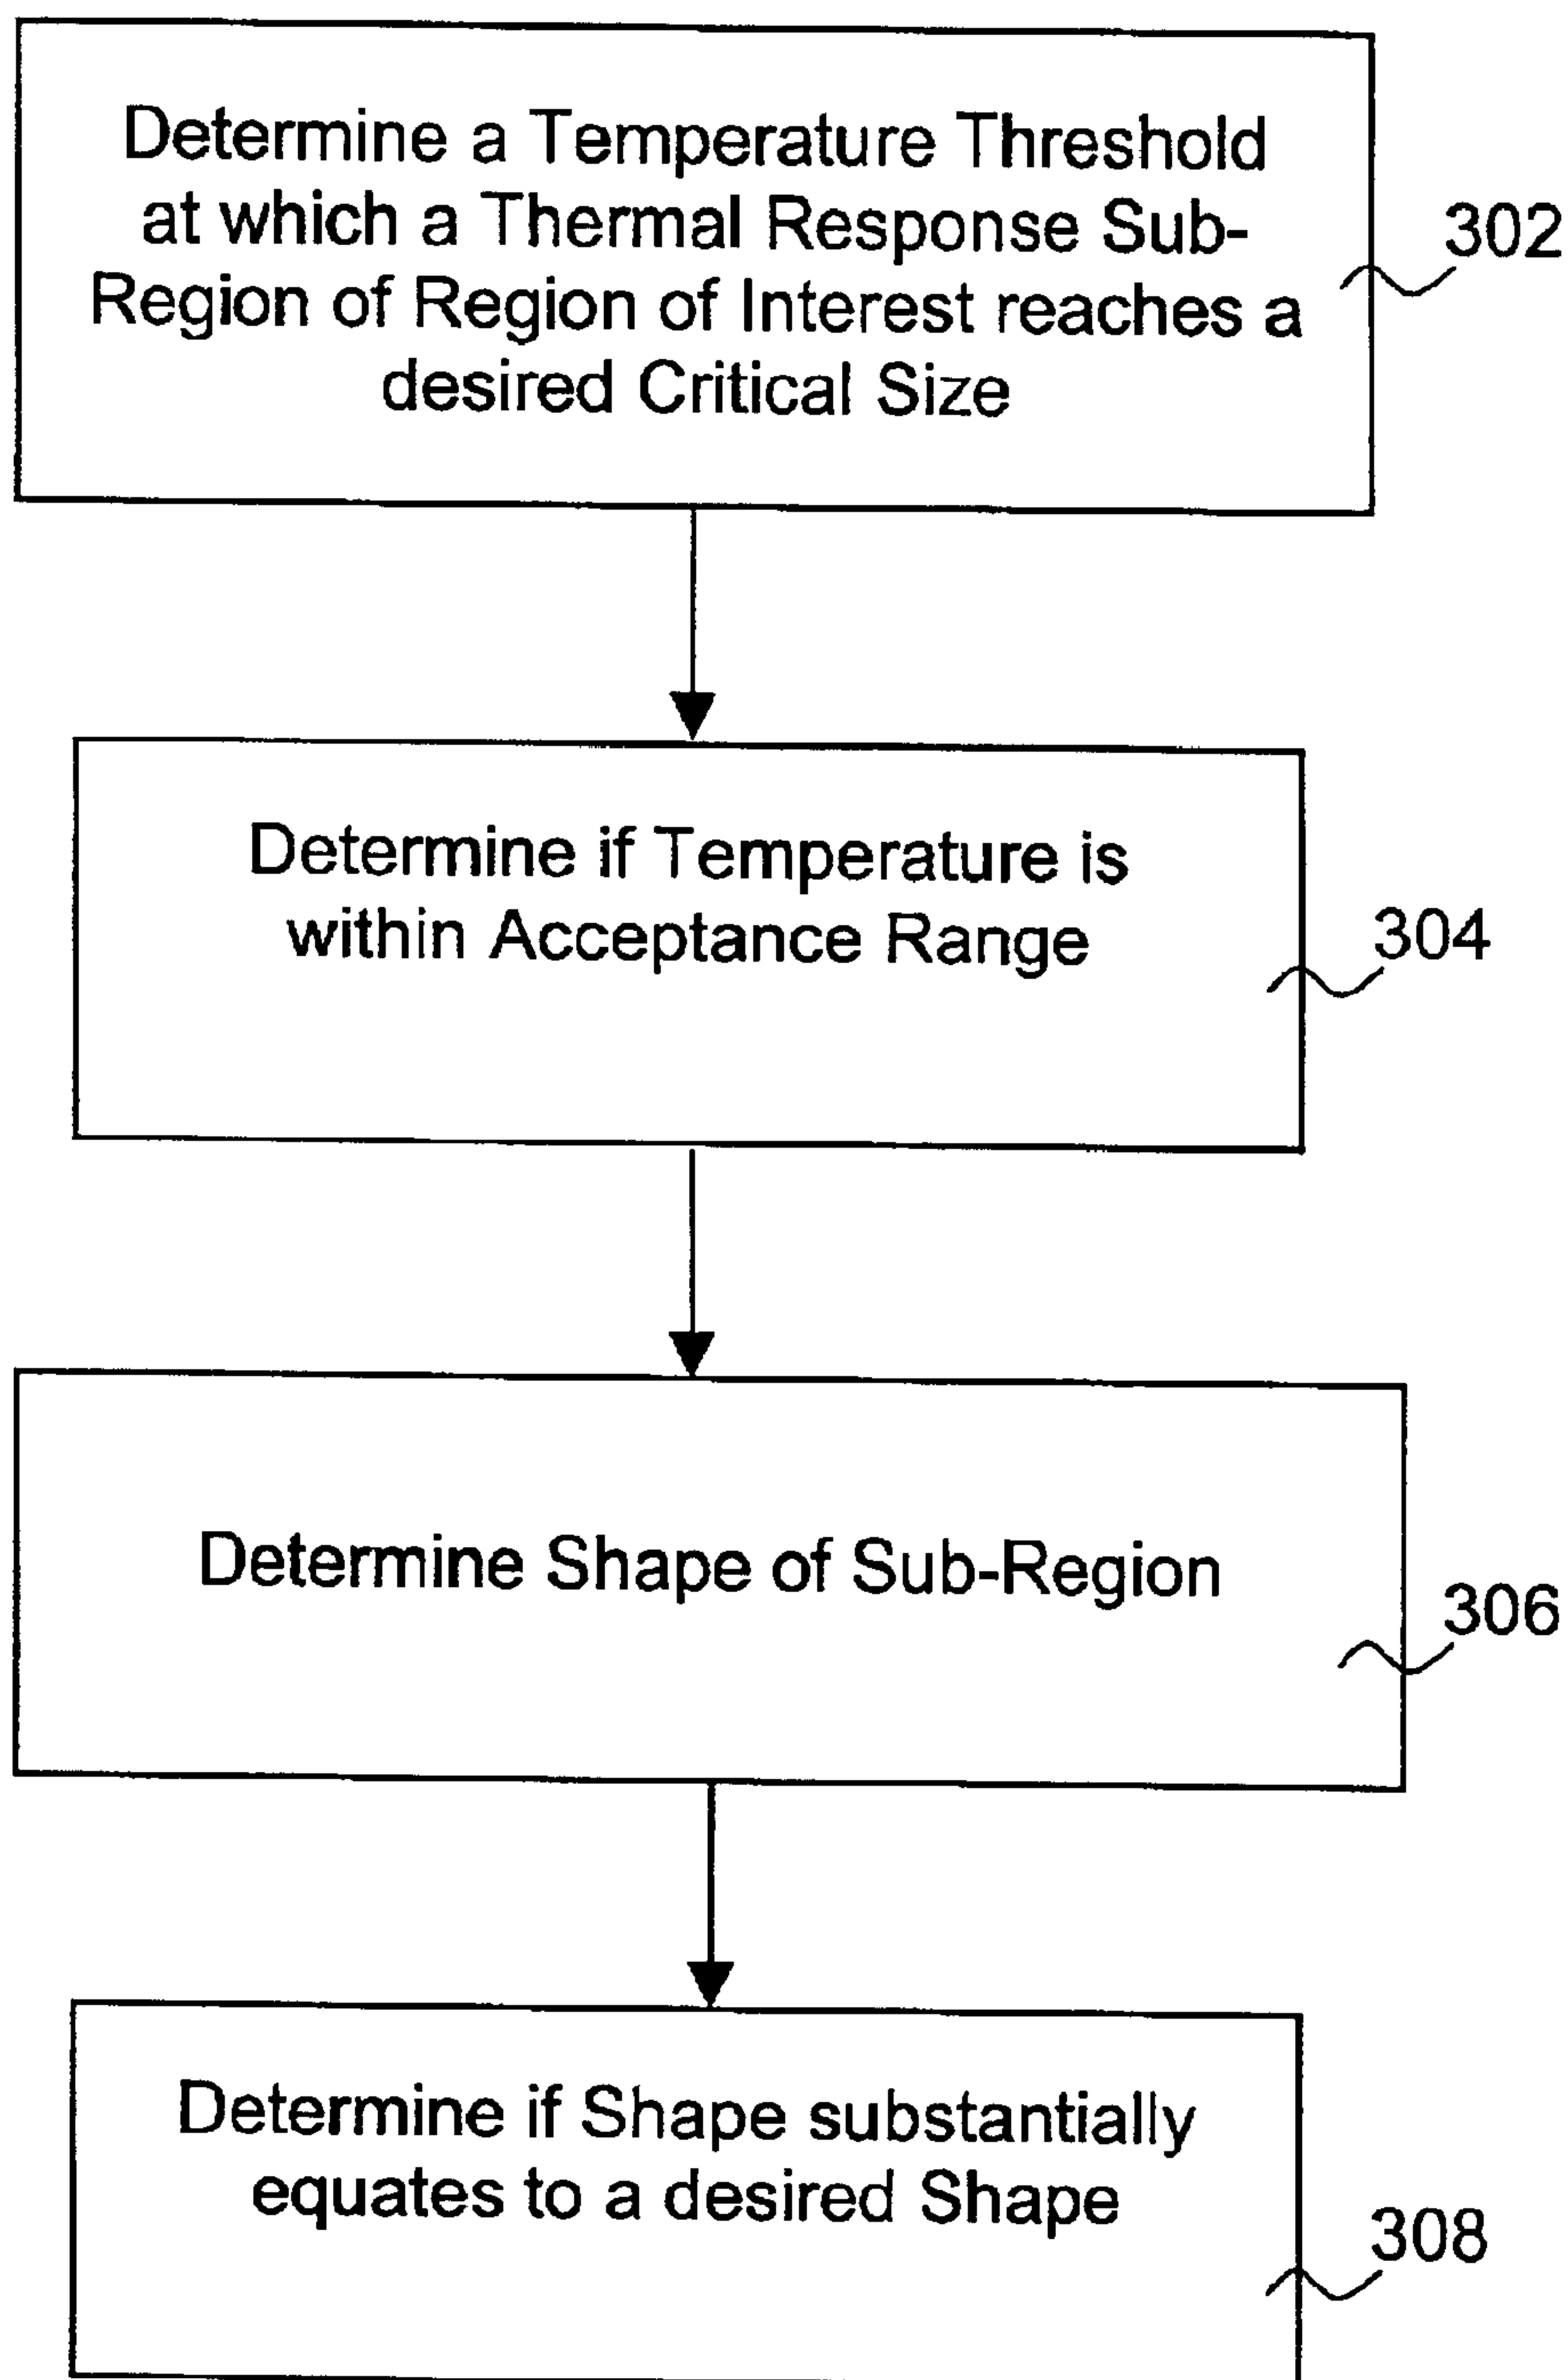 Determine a Temperature Threshold
at which a Thermal Response Sub-
Region of Region of Interest reaches a
desired Critical Size
302
Determine if Temperature is
within Acceptance Range
304
Determine Shape of Sub-Region
306
Determine if Shape substantially
equates to a desired Shape
308